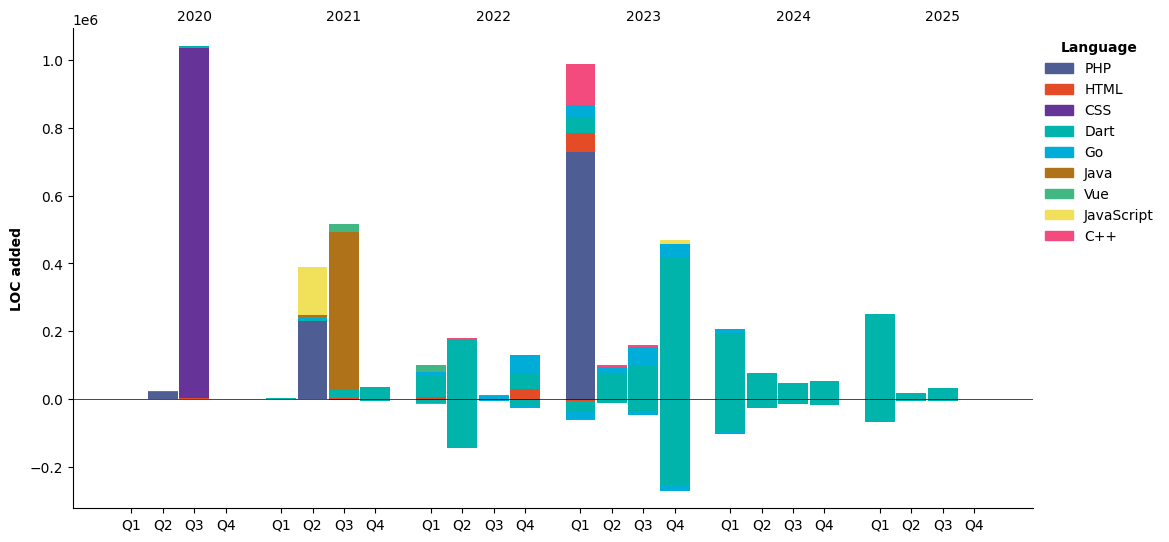 1e6
2020 2021 2022 2023 2024 2025
1.0
0.8
0.6
0.4
0.2
0.0
−0.2
LOC added
Q1 Q2 Q3 Q4 Q1 Q2 Q3 Q4 Q1 Q2 Q3 Q4 Q1 Q2 Q3 Q4 Q1 Q2 Q3 Q4 Q1 Q2 Q3 Q4
Language
PHP
HTML
CSS
Dart
Go
Java
Vue
JavaScript
C++